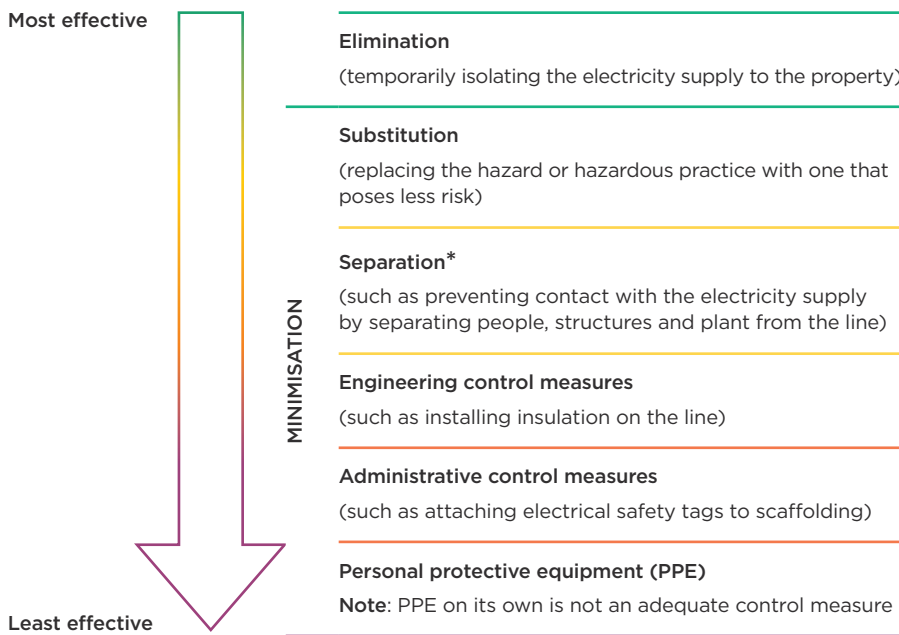 Most effective
Elimination
(temporarily isolating the electricity supply to the property)
Substitution
(replacing the hazard or hazardous practice with one that
poses less risk)
Separation*
(such as preventing contact with the electricity supply
by separating people, structures and plant from the line)
MINIMISATION
Engineering control measures
(such as installing insulation on the line)
Administrative control measures
(such as attaching electrical safety tags to scaffolding)
Personal protective equipment (PPE)
Note: PPE on its own is not an adequate control measure
Least effective